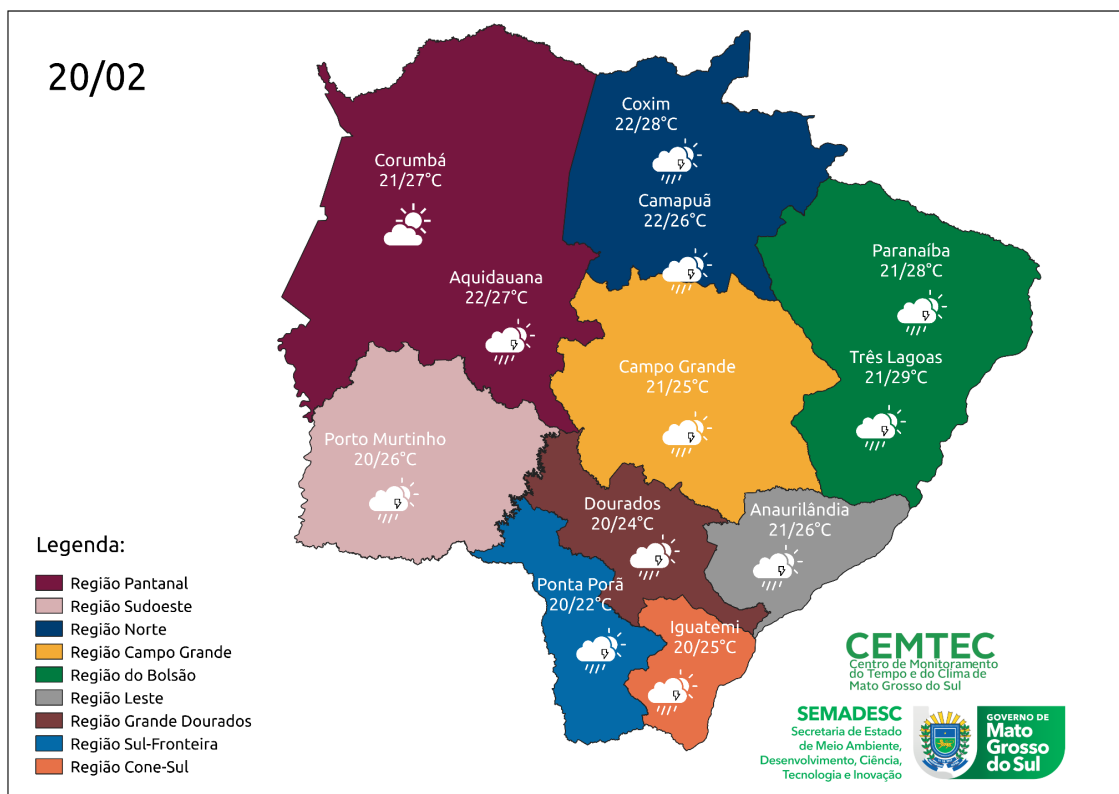 20/02
Coxim
22/28°C
Corumbá
21/27°C
Camapuã
22/26°C
Paranaíba
21/28°C
Aquidauana
22/27°C
Campo Grande
21/25°C
Três Lagoas
21/29°C
Porto Murtinho
20/26°C
Dourados
20/24°C
Anaurilândia
21/26°C
Ponta Porã
20/22°C
Iguatemi
20/25°C
Legenda:
Região Pantanal
Região Sudoeste
Região Norte
Região Campo Grande
Região do Bolsão
Região Leste
Região Grande Dourados
Região Sul-Fronteira
Região Cone-Sul
CEMTEC
Centro de Monitoramento
do Tempo e do Clima de
Mato Grosso do Sul
SEMADESC
Secretaria de Estado
de Meio Ambiente,
Desenvolvimento, Ciência,
Tecnologia e Inovação
GOVERNO DE
Mato
Grosso
do Sul